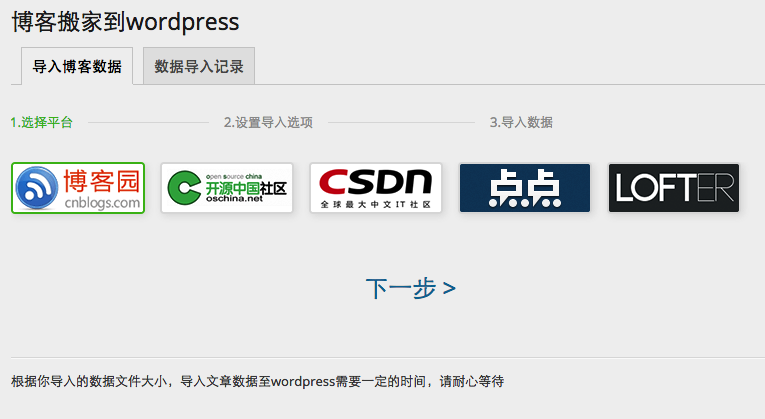 博客搬家到wordpress
导入博客数据 数据导入记录
1.选择平台 2.设置导入选项 3.导入数据
博客园
cnblogs.com
open source china
开源中国社区
oschina.net
CSDN
全球最大中文IT社区
点点
LOFTER
下一步 >
根据你导入的数据文件大小，导入文章数据至wordpress需要一定的时间，请耐心等待